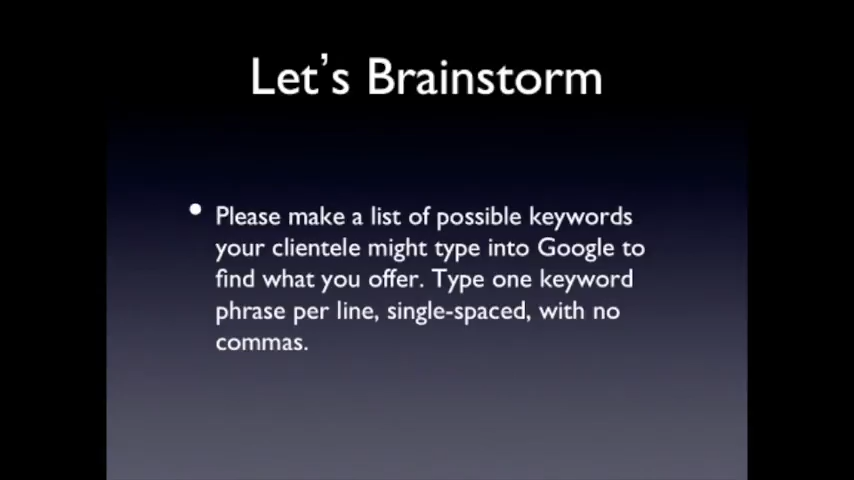 Let’s Brainstorm
• Please make a list of possible keywords
your clientele might type into Google to
find what you offer. Type one keyword
phrase per line, single-spaced, with no
commas.